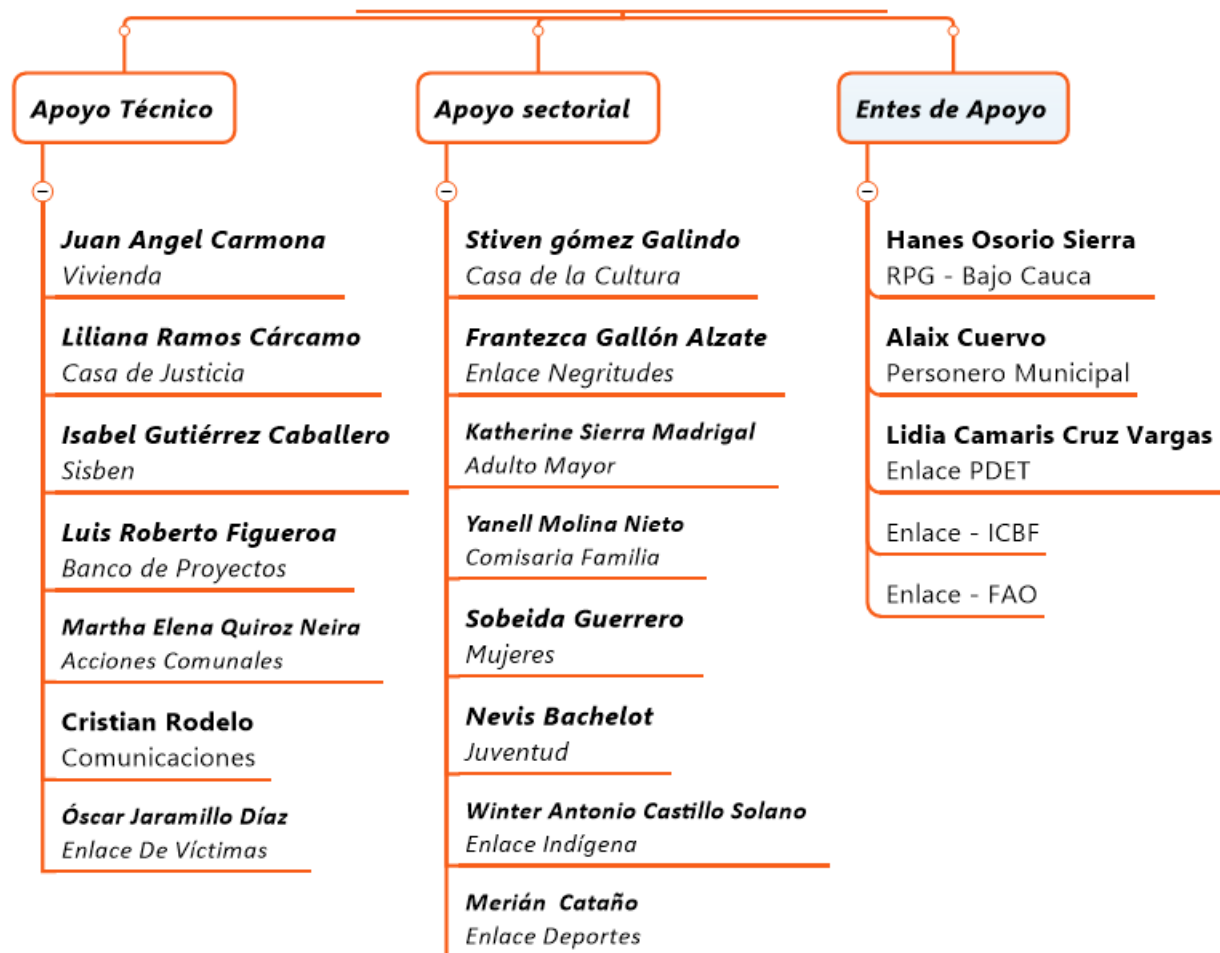 Apoyo Técnico
Juan Angel Carmona
Vivienda
Liliana Ramos Cárcamo
Casa de Justicia
Isabel Gutiérrez Caballero
Sisben
Luis Roberto Figueroa
Banco de Proyectos
Martha Elena Quiroz Neira
Acciones Comunales
Cristian Rodelo
Comunicaciones
Óscar Jaramillo Díaz
Enlace De Víctimas
Apoyo sectorial
Stiven gómez Galindo
Casa de la Cultura
Frantezca Gallón Alzate
Enlace Negritudes
Katherine Sierra Madrigal
Adulto Mayor
Yanell Molina Nieto
Comisaria Familia
Sobeida Guerrero
Mujeres
Nevis Bachelot
Juventud
Winter Antonio Castillo Solano
Enlace Indígena
Merián  Cataño
Enlace Deportes
Entes de Apoyo
Hanes Osorio Sierra
RPG - Bajo Cauca
Alaix Cuervo
Personero Municipal
Lidia Camaris Cruz Vargas
Enlace PDET
Enlace - ICBF
Enlace - FAO